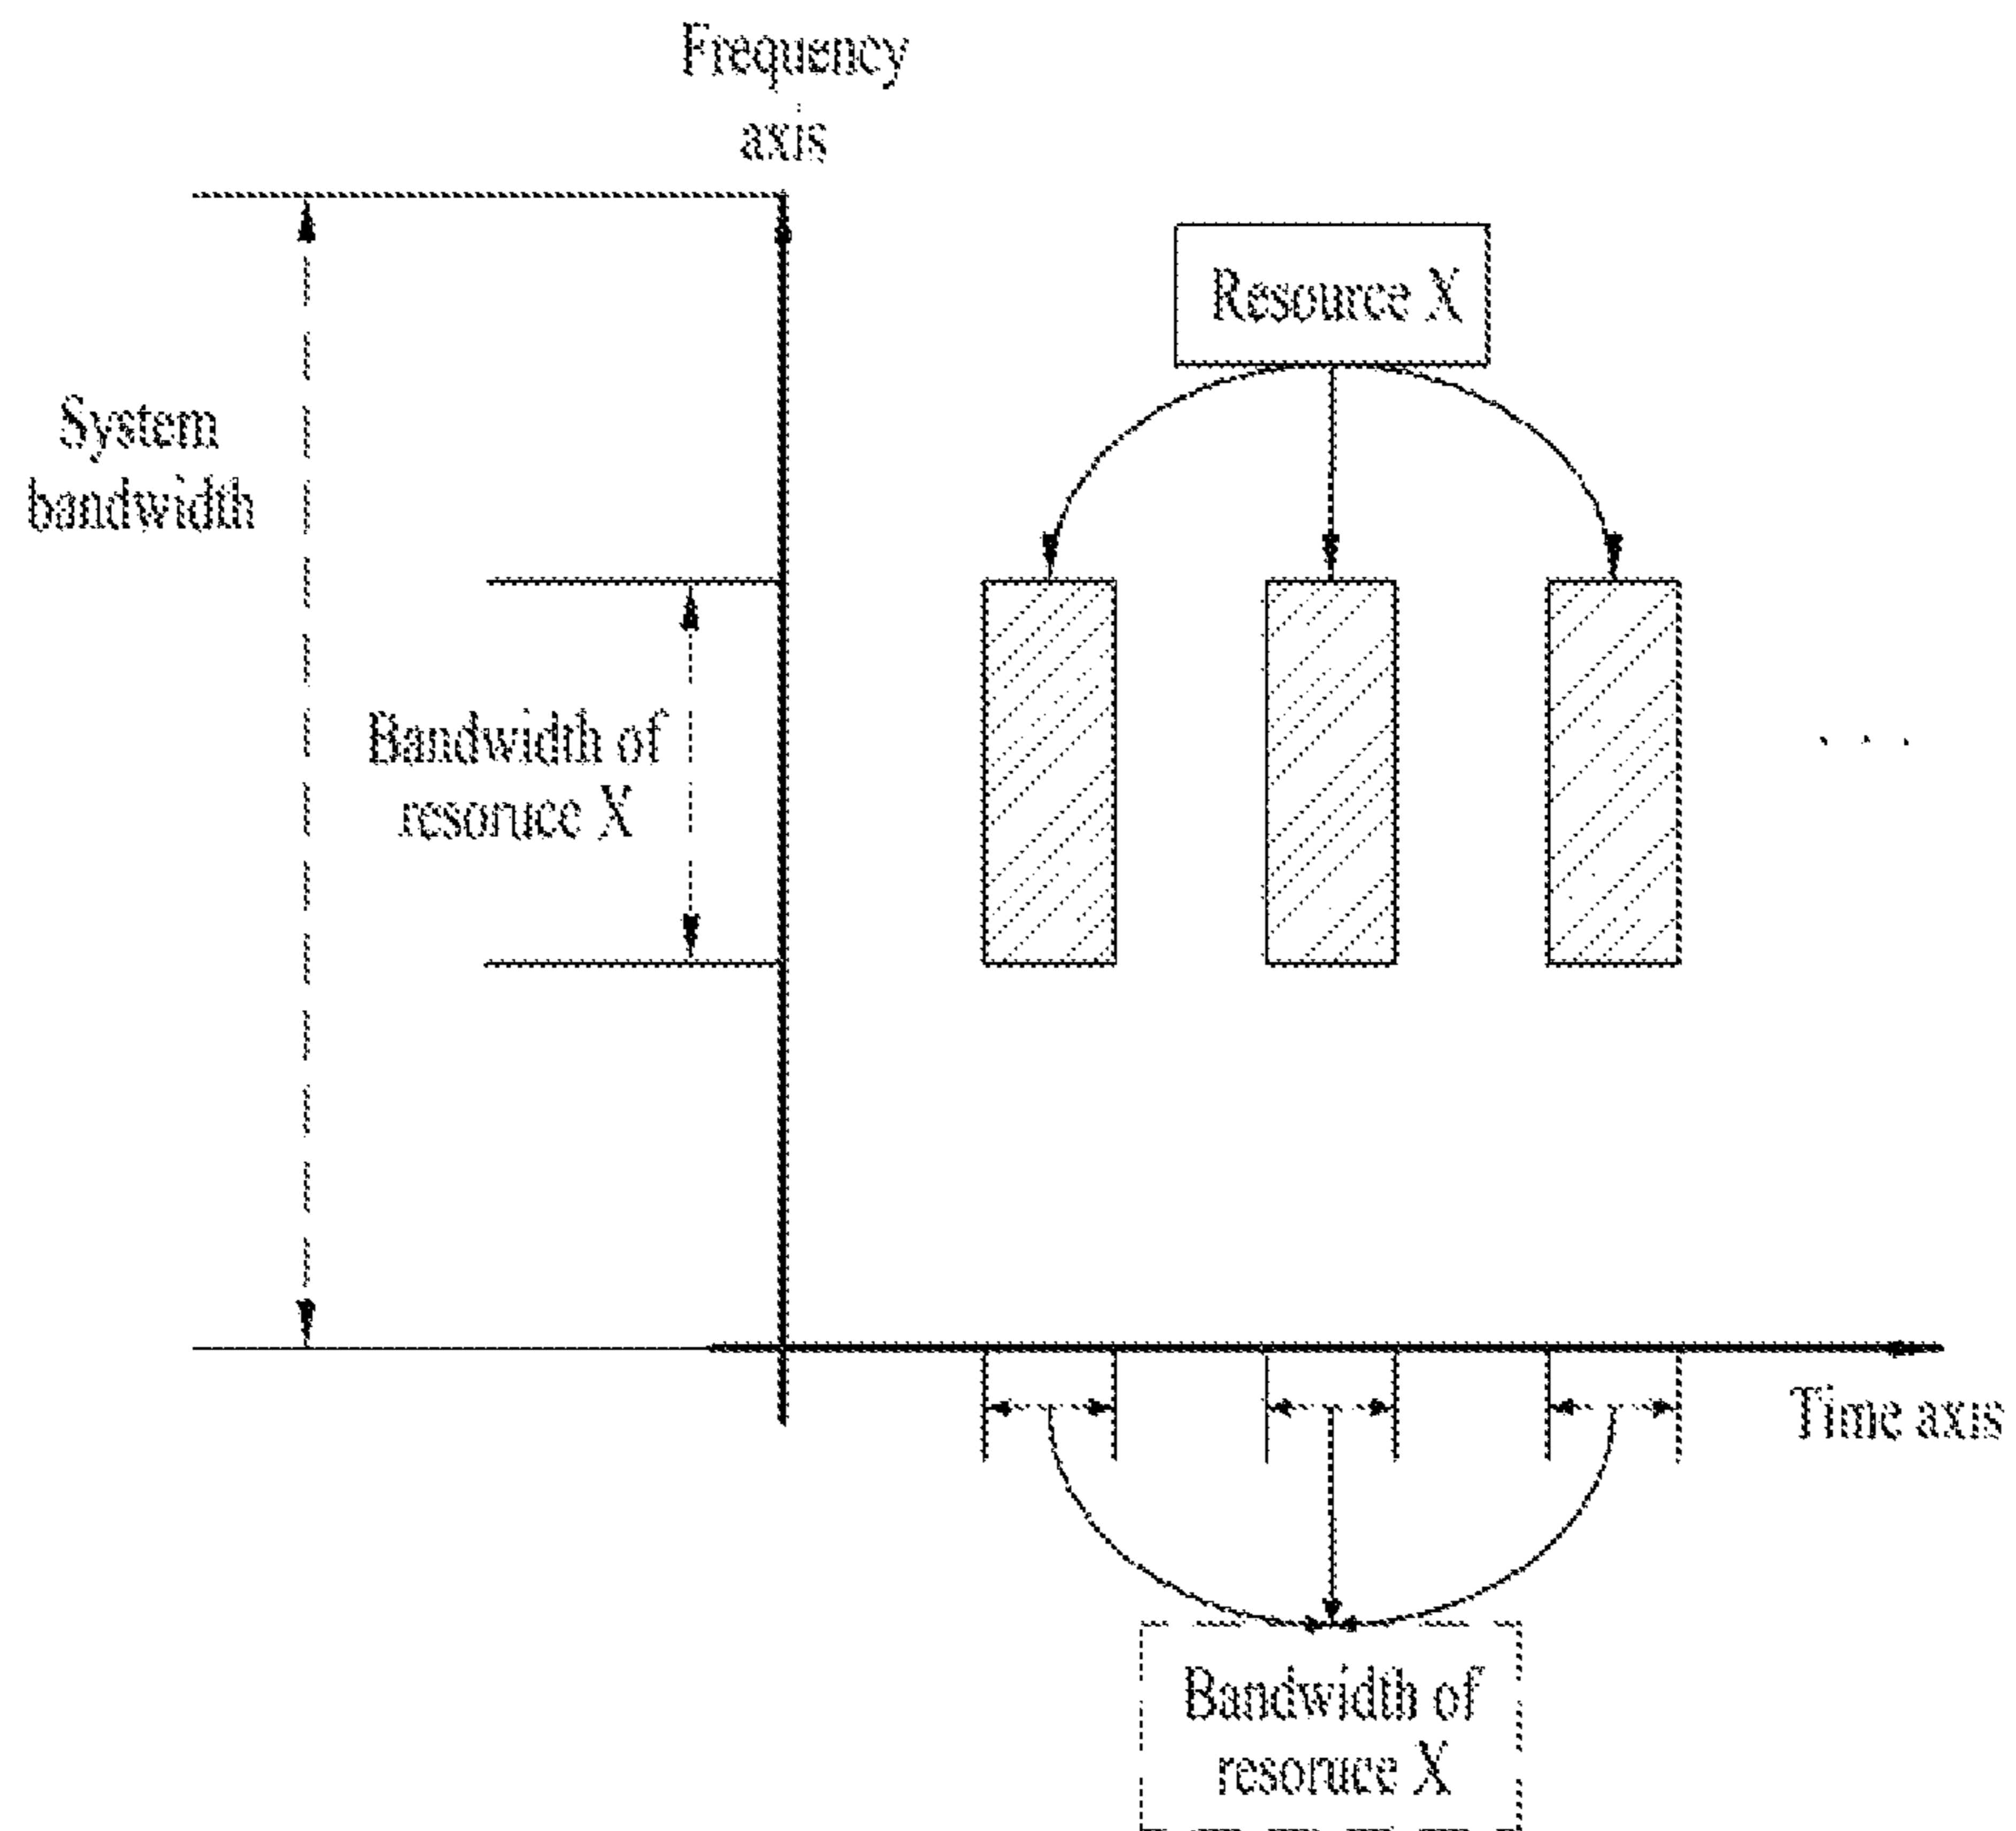 Frequency
axis
Resource X
System
bandwidth
Bandwidth of
resoruce X
. . .
Time axis
Bandwidth of
resoruce X